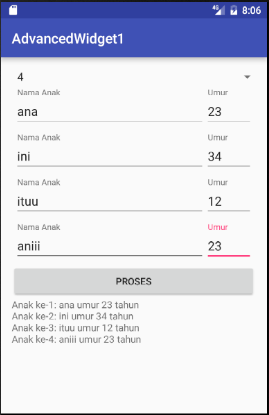 4G 8:06
AdvancedWidget1
4
Nama Anak Umur
ana 23
Nama Anak Umur
ini 34
Nama Anak Umur
ituu 12
Nama Anak Umur
aniii 23
PROSES
Anak ke-1: ana umur 23 tahun
Anak ke-2: ini umur 34 tahun
Anak ke-3: ituu umur 12 tahun
Anak ke-4: aniii umur 23 tahun